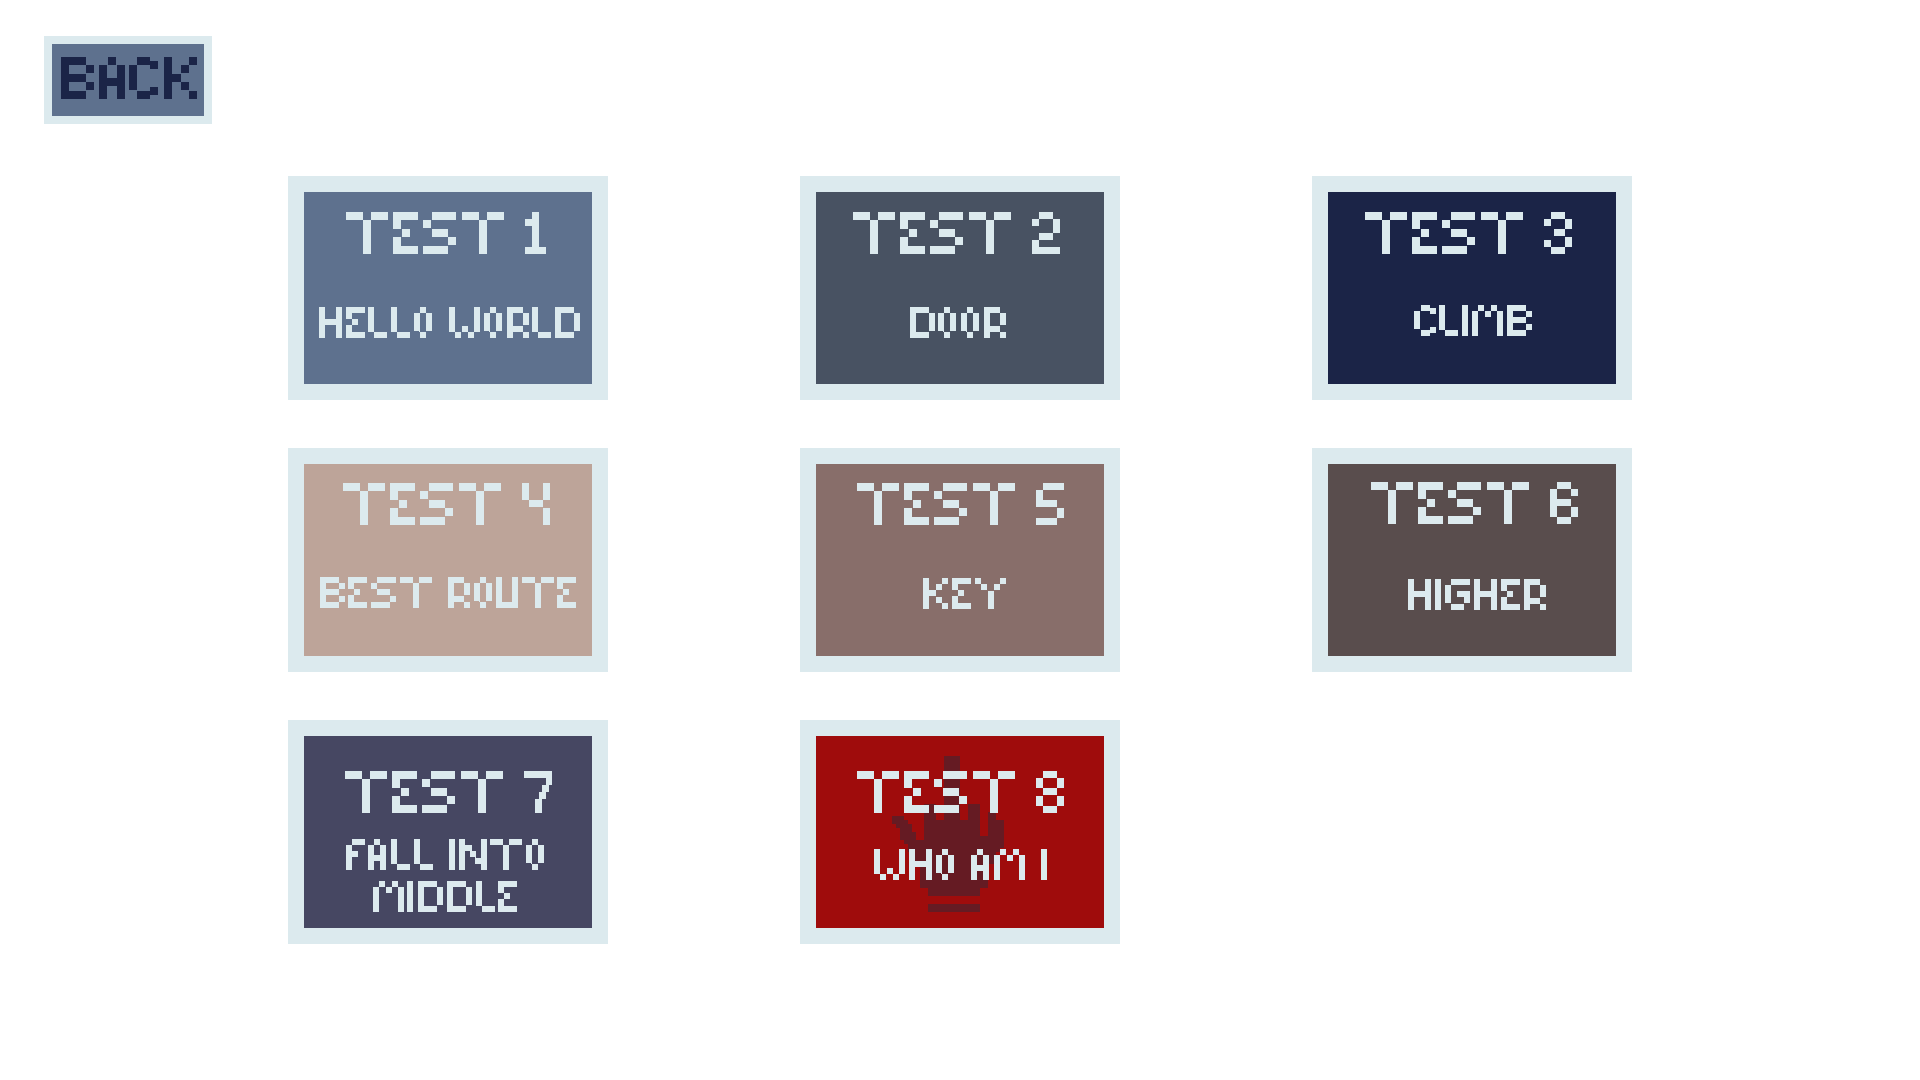 BACK
TEST 1
HELLO WORLD
TEST 2
DOOR
TEST 3
CLIMB
TEST 4
BEST ROUTE
TEST 5
KEY
TEST 6
HIGHER
TEST 7
FALL INTO
MIDDLE
TEST 8
WHO AM I